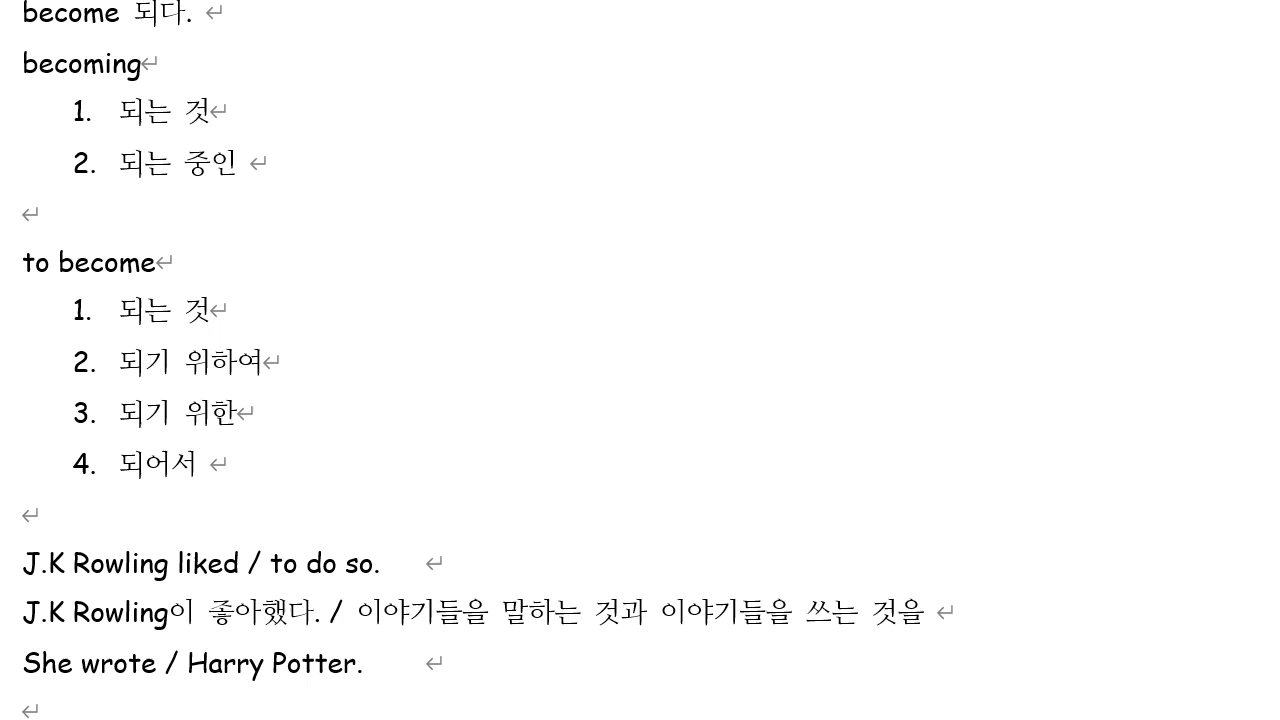 become 되다.
becoming
1. 되는 것
2. 되는 중인
to become
1. 되는 것
2. 되기 위하여
3. 되기 위한
4. 되어서
J.K Rowling liked / to do so.
J.K Rowling이 좋아했다. / 이야기들을 말하는 것과 이야기들을 쓰는 것을
She wrote / Harry Potter.